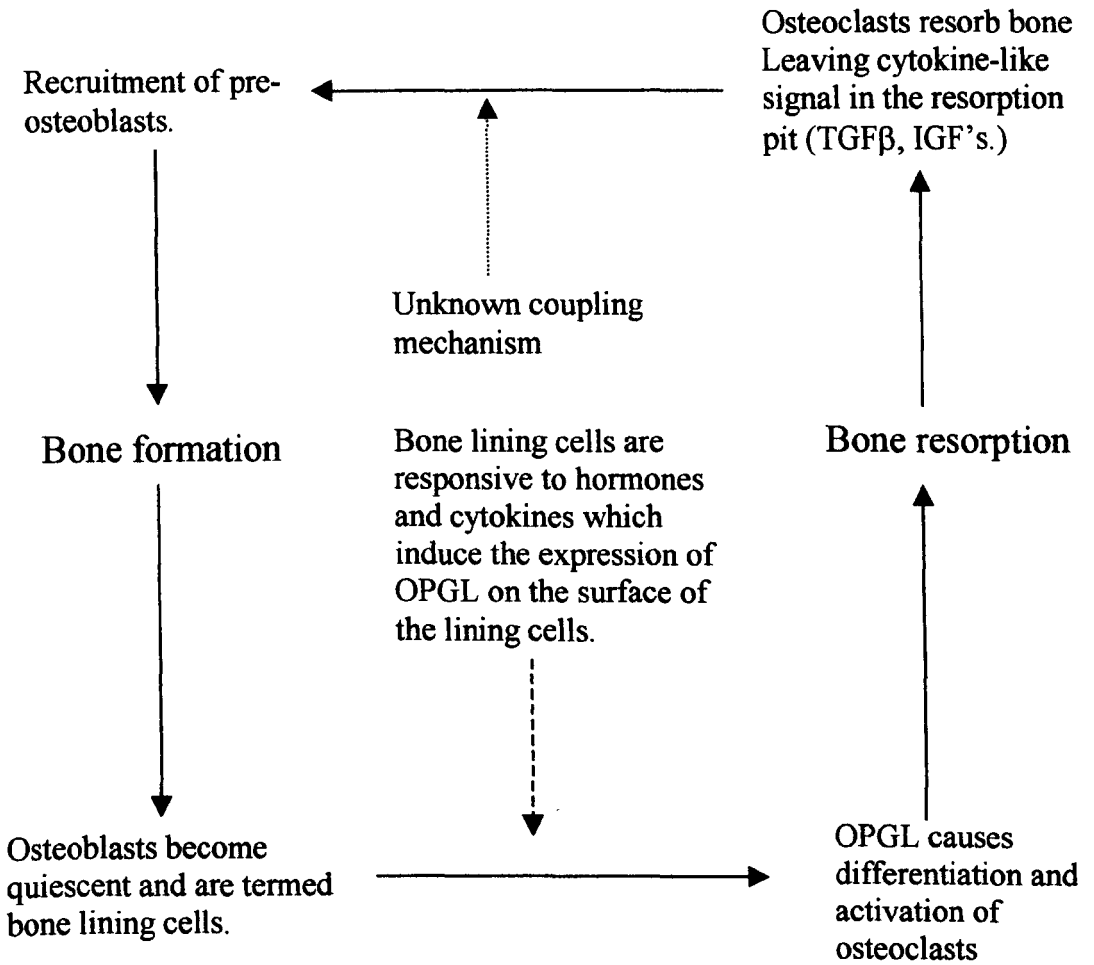 Osteoclasts resorb bone
Leaving cytokine-like
signal in the resorption
pit (TGFβ, IGF's.)
Recruitment of pre-
osteoblasts.
Unknown coupling
mechanism
Bone formation
Bone lining cells are
responsive to hormones
and cytokines which
induce the expression of
OPGL on the surface of
the lining cells.
Bone resorption
Osteoblasts become
quiescent and are termed
bone lining cells.
OPGL causes
differentiation and
activation of
osteoclasts